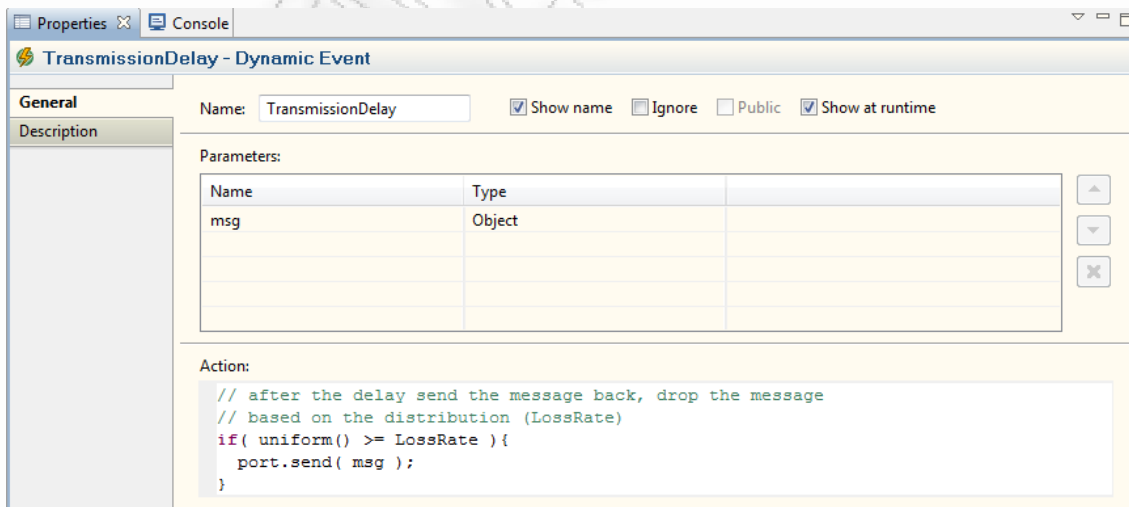 Properties Console
TransmissionDelay - Dynamic Event
General
Description
Name: TransmissionDelay Show name Ignore Public Show at runtime
Parameters:
Name Type
msg Object
Action:
// after the delay send the message back, drop the message
// based on the distribution (LossRate)
if( uniform() >= LossRate ){
port.send( msg );
}